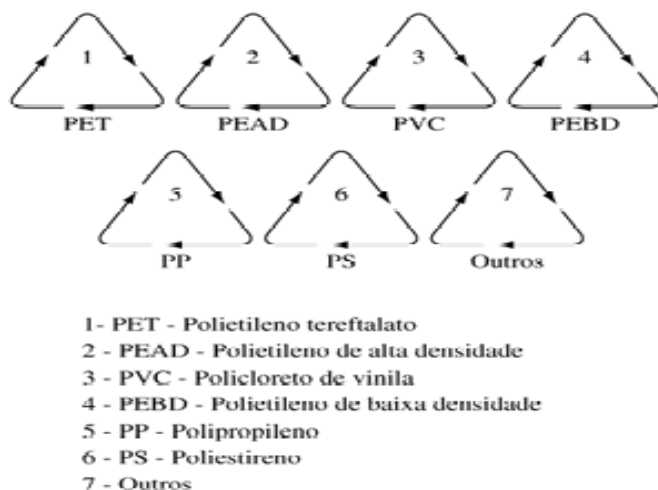 1 2 3 4
PET PEAD PVC PEBD
5 6 7
PP PS Outros
1- PET - Polietileno tereftalato
2 - PEAD - Polietileno de alta densidade
3 - PVC - Policloreto de vinila
4 - PEBD - Polietileno de baixa densidade
5 - PP - Polipropileno
6 - PS - Poliestireno
7 - Outros